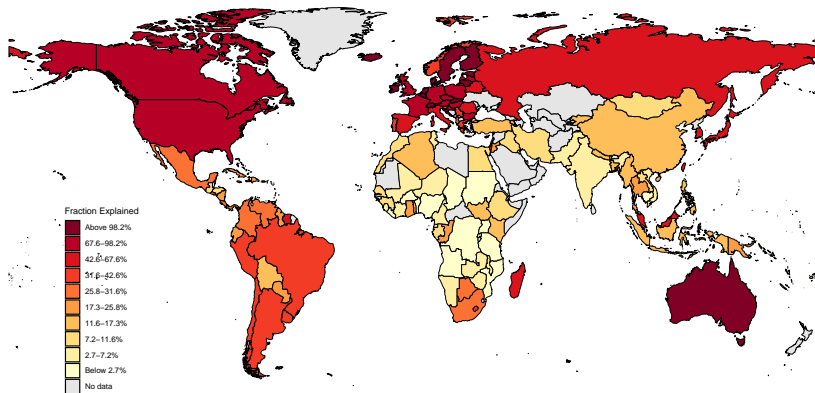 Fraction Explained
Above 98.2%
67.6−98.2%
42.6−67.6%
31.6−42.6%
25.8−31.6%
17.3−25.8%
11.6−17.3%
7.2−11.6%
2.7−7.2%
Below 2.7%
No data